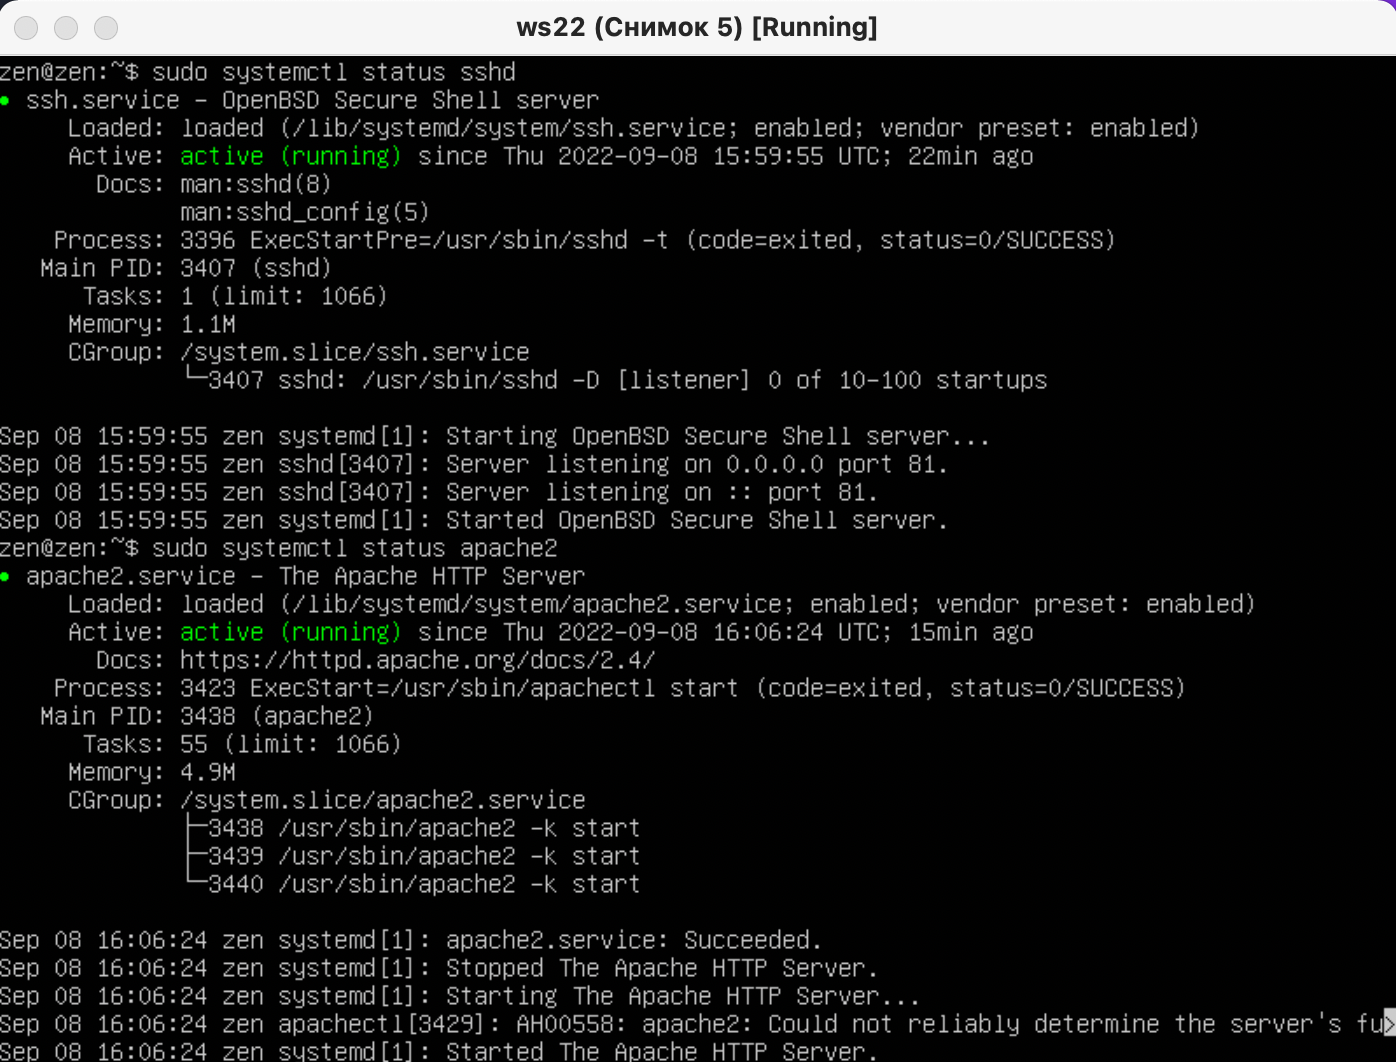 ws22 (Снимок 5) [Running]
zen@zen:~$ sudo systemctl status sshd
● ssh.service - OpenBSD Secure Shell server
Loaded: loaded (/lib/systemd/system/ssh.service; enabled; vendor preset: enabled)
Active: active (running) since Thu 2022-09-08 15:59:55 UTC; 22min ago
Docs: man:sshd(8)
man:sshd_config(5)
Process: 3396 ExecStartPre=/usr/sbin/sshd -t (code=exited, status=0/SUCCESS)
Main PID: 3407 (sshd)
Tasks: 1 (limit: 1066)
Memory: 1.1M
CGroup: /system.slice/ssh.service
└─3407 sshd: /usr/sbin/sshd -D [listener] 0 of 10-100 startups
Sep 08 15:59:55 zen systemd[1]: Starting OpenBSD Secure Shell server...
Sep 08 15:59:55 zen sshd[3407]: Server listening on 0.0.0.0 port 81.
Sep 08 15:59:55 zen sshd[3407]: Server listening on :: port 81.
Sep 08 15:59:55 zen systemd[1]: Started OpenBSD Secure Shell server.
zen@zen:~$ sudo systemctl status apache2
● apache2.service - The Apache HTTP Server
Loaded: loaded (/lib/systemd/system/apache2.service; enabled; vendor preset: enabled)
Active: active (running) since Thu 2022-09-08 16:06:24 UTC; 15min ago
Docs: https://httpd.apache.org/docs/2.4/
Process: 3423 ExecStart=/usr/sbin/apachectl start (code=exited, status=0/SUCCESS)
Main PID: 3438 (apache2)
Tasks: 55 (limit: 1066)
Memory: 4.9M
CGroup: /system.slice/apache2.service
├─3438 /usr/sbin/apache2 -k start
├─3439 /usr/sbin/apache2 -k start
└─3440 /usr/sbin/apache2 -k start
Sep 08 16:06:24 zen systemd[1]: apache2.service: Succeeded.
Sep 08 16:06:24 zen systemd[1]: Stopped The Apache HTTP Server.
Sep 08 16:06:24 zen systemd[1]: Starting The Apache HTTP Server...
Sep 08 16:06:24 zen apachectl[3429]: AH00558: apache2: Could not reliably determine the server's fu>
Sep 08 16:06:24 zen systemd[1]: Started The Apache HTTP Server.